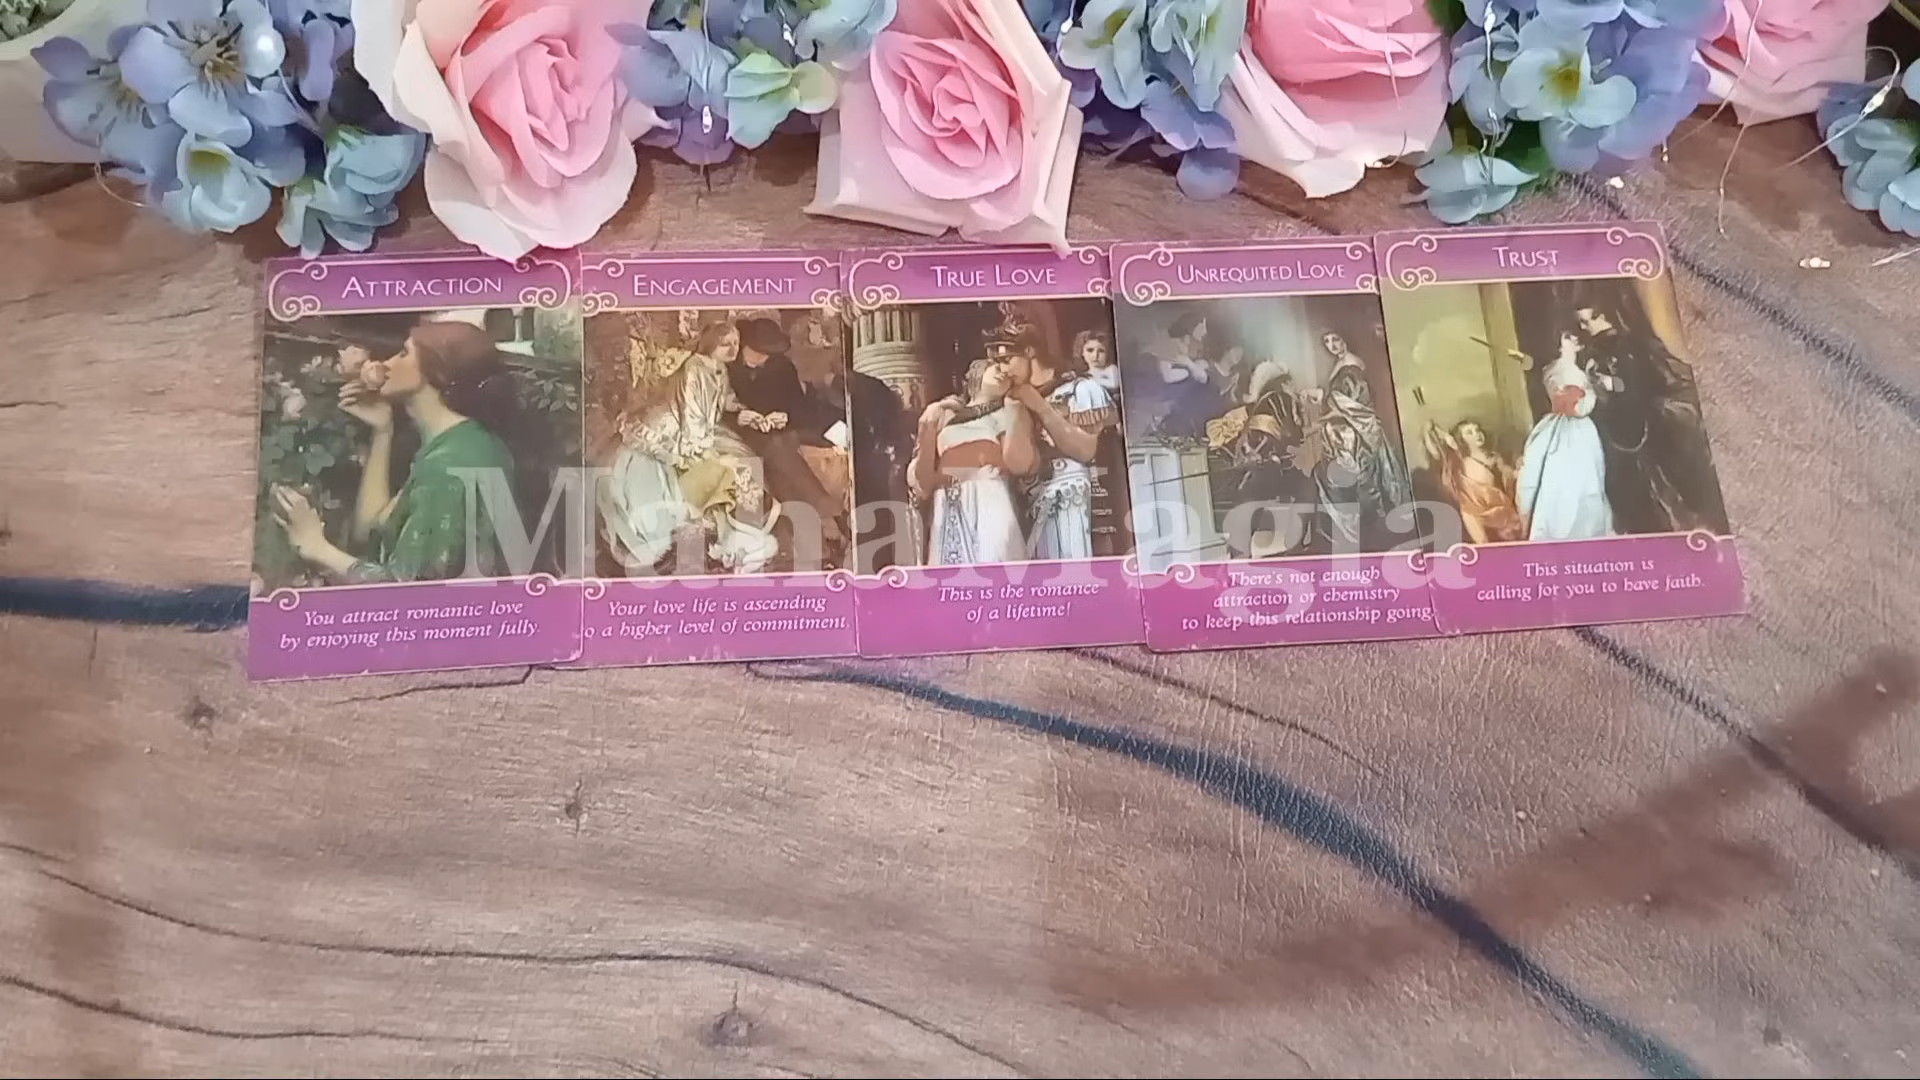 ATTRACTION
You attract romantic love
by enjoying this moment fully.
ENGAGEMENT
Your love life is ascending
o a higher level of commitment,
TRUE LOVE
This is the romance
of a lifetime!
UNREQUITED LOVE
There's not enough
attraction or chemistry
to keep this relationship going.
TRUST
This situation is
calling for you to have faith.
MahaMagia